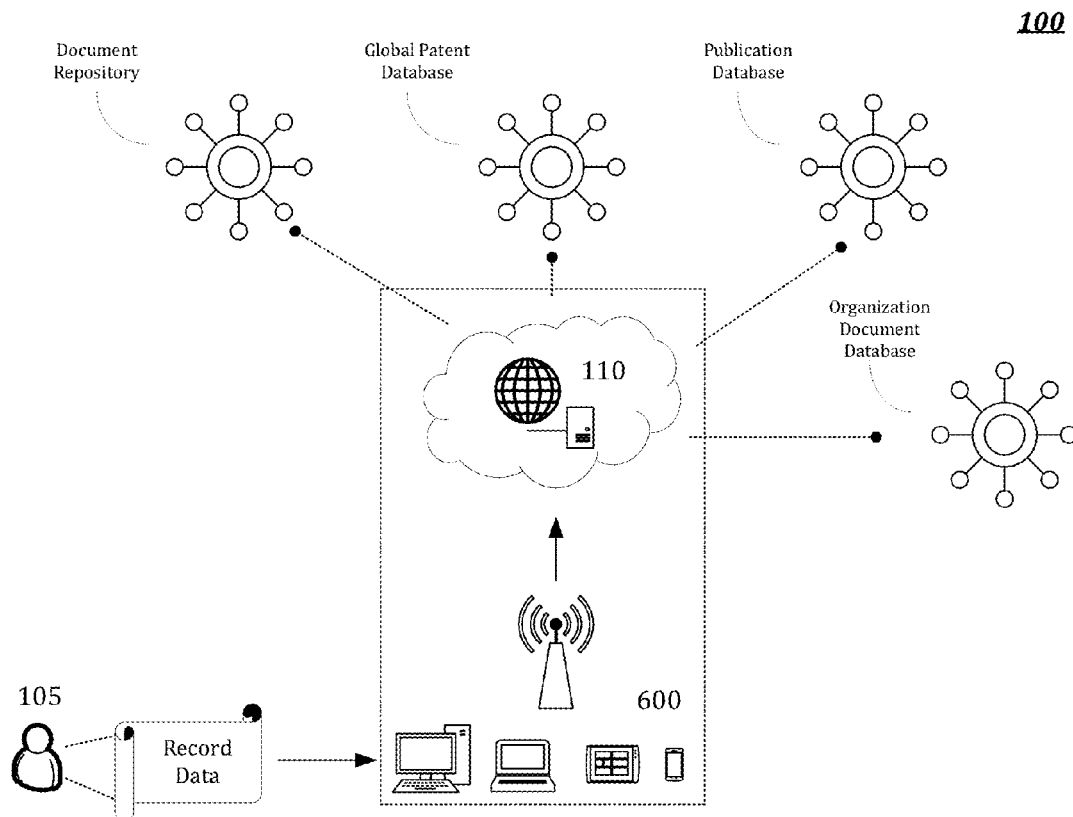 100
Document
Repository
Global Patent
Database
Publication
Database
Organization
Document
Database
110
600
105
Record
Data